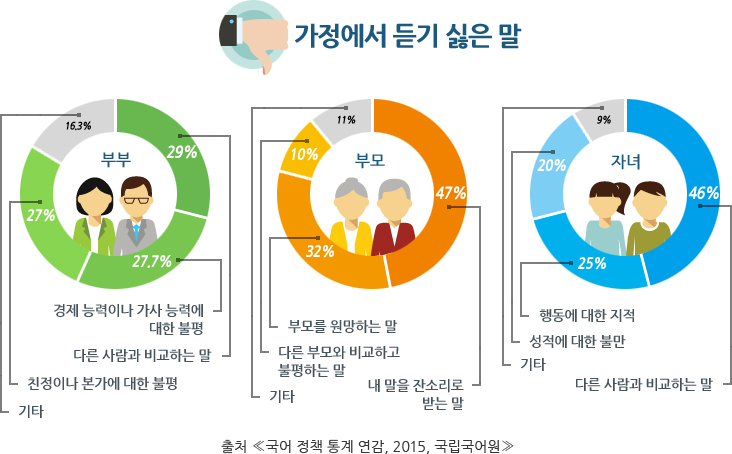 가정에서 듣기 싫은 말
부부
16.3%
29%
27%
27.7%
경제 능력이나 가사 능력에
대한 불평
다른 사람과 비교하는 말
친정이나 본가에 대한 불평
기타
부모
11%
10%
47%
32%
부모를 원망하는 말
다른 부모와 비교하고
불평하는 말
기타
내 말을 잔소리로
받는 말
자녀
9%
20%
46%
25%
행동에 대한 지적
성적에 대한 불만
기타
다른 사람과 비교하는 말
출처 ≪국어 정책 통계 연감, 2015, 국립국어원≫